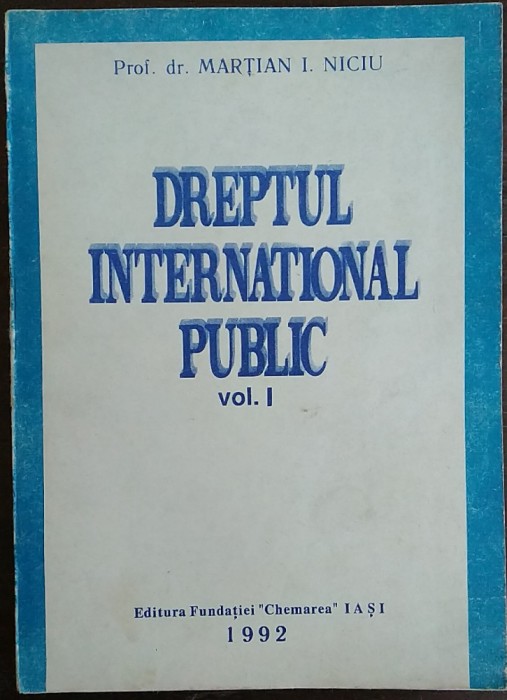 Prof. dr. MARȚIAN I. NICIU
DREPTUL
INTERNATIONAL
PUBLIC
vol. I
Editura Fundației "Chemarea" IAȘI
1992